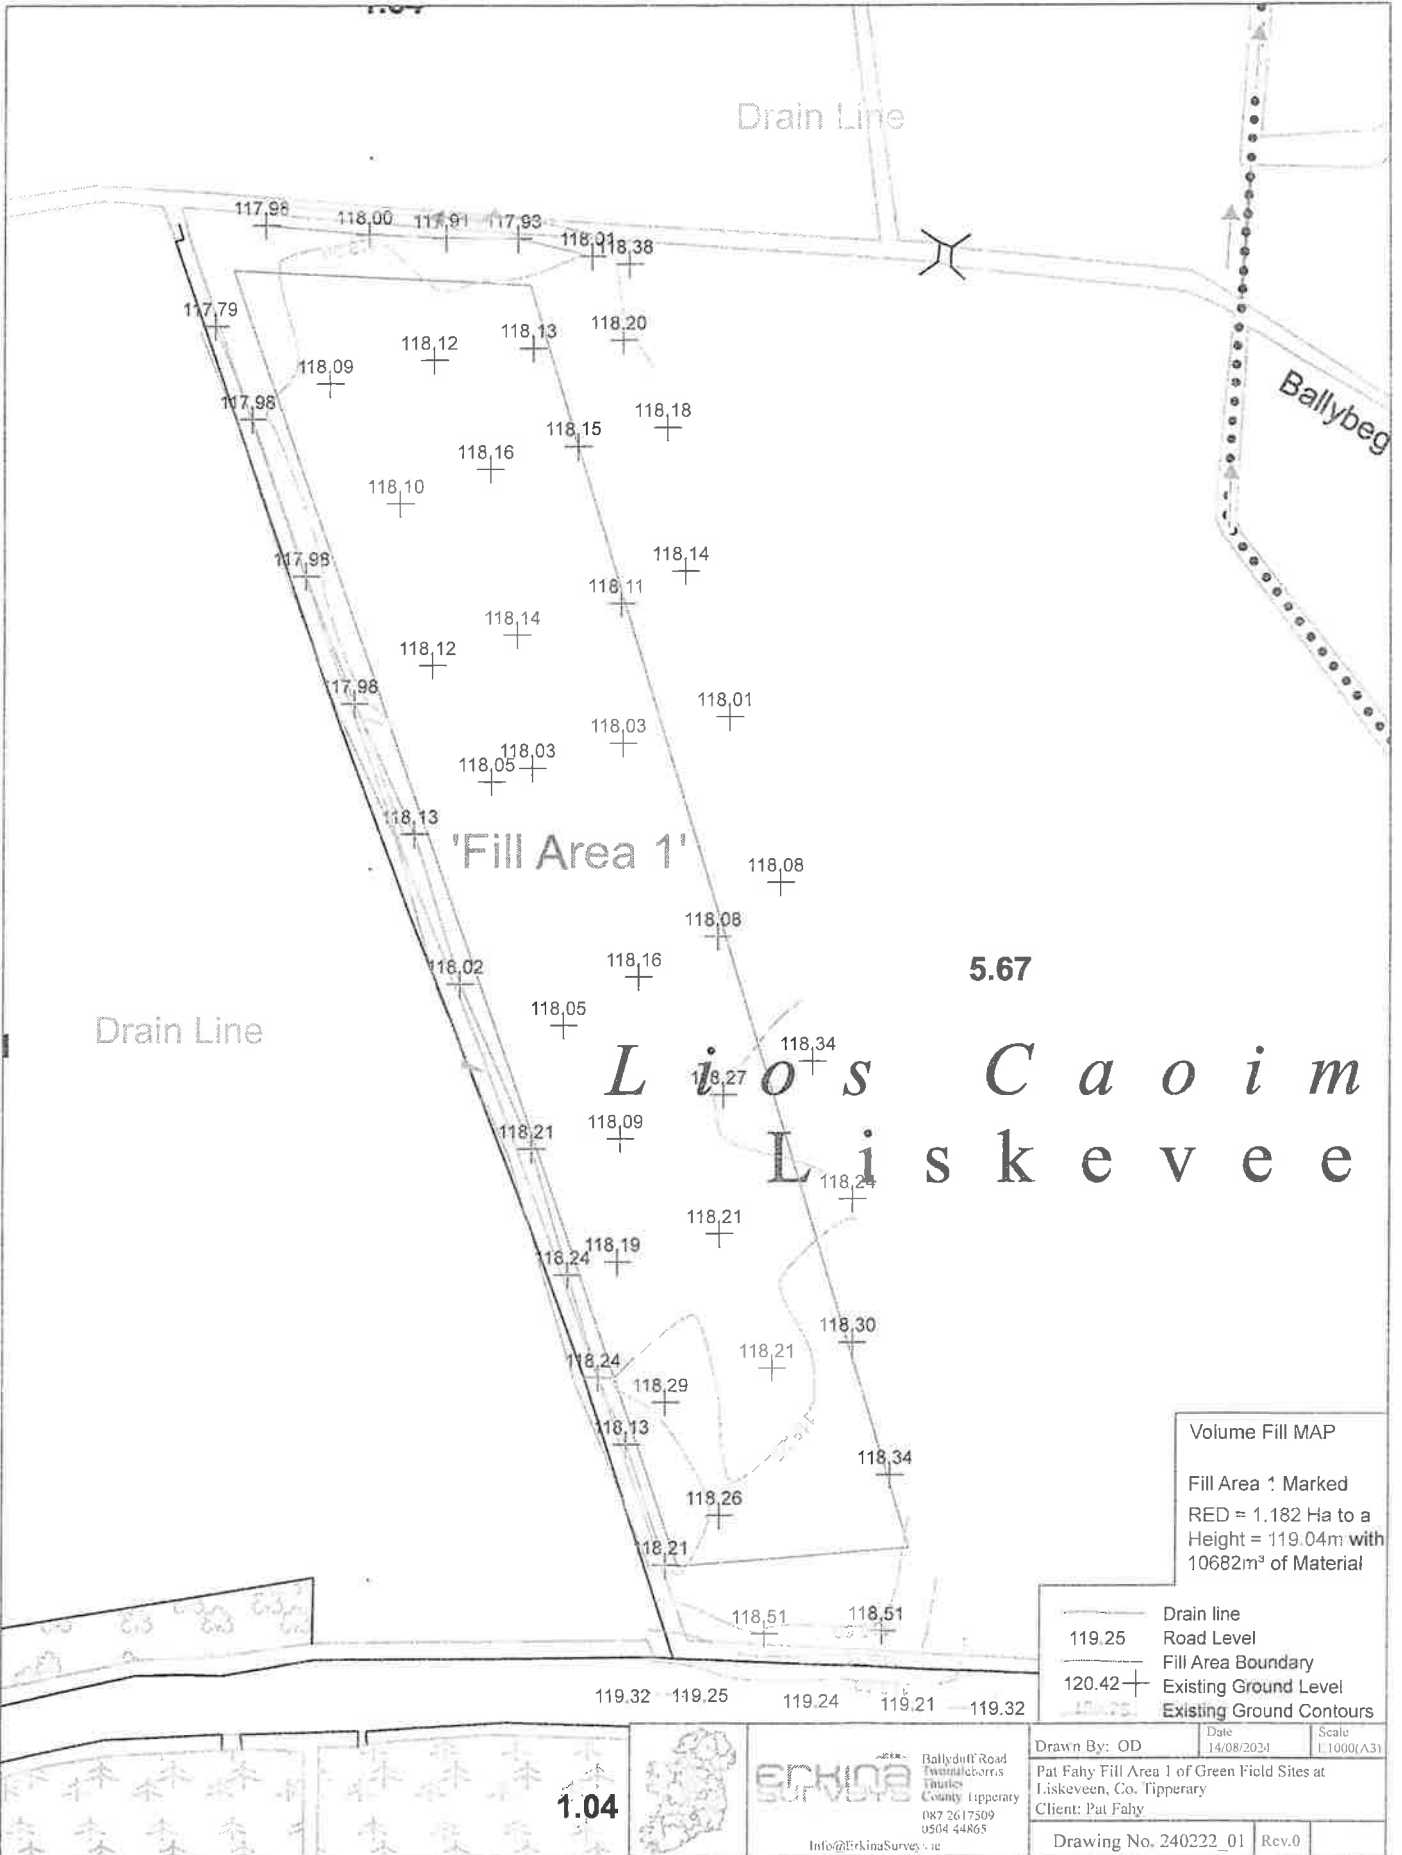 Drain Line
117.98
118.00
117.91
117.93
118.01
118.38
117.79
118.20
118.13
118.12
118.09
117.98
118.18
118.15
118.16
118.10
118.14
117.98
118.11
118.14
118.12
117.98
118.01
118.03
118.03
118.05
118.13
'Fill Area 1'
118.08
118.08
118.02
118.16
5.67
118.05
Drain Line
118.34
Lios Caoim
118.27
118.09
118.21
Liskevee
118.24
118.21
118.19
118.24
118.30
118.21
118.24
118.29
118.13
118.34
118.26
118.21
118.51
118.51
Ballybeg
Volume Fill MAP
Fill Area 1 Marked
RED = 1.182 Ha to a
Height = 119.04m with
10682m³ of Material
Drain line
119.25 Road Level
Fill Area Boundary
120.42 Existing Ground Level
Existing Ground Contours
119.32 119.25 119.24 119.21 119.32
1.04
Erkina
Surveys
Ballyduff Road
Twomileborris
Thurles
County Tipperary
087 2617509
0504 44865
Info@ErkinaSurveys.ie
Drawn By: OD
Date
14/08/2024
Scale
1:1000(A3)
Pat Fahy Fill Area 1 of Green Field Sites at
Liskeveen, Co. Tipperary
Client: Pat Fahy
Drawing No. 240222_01 Rev.0